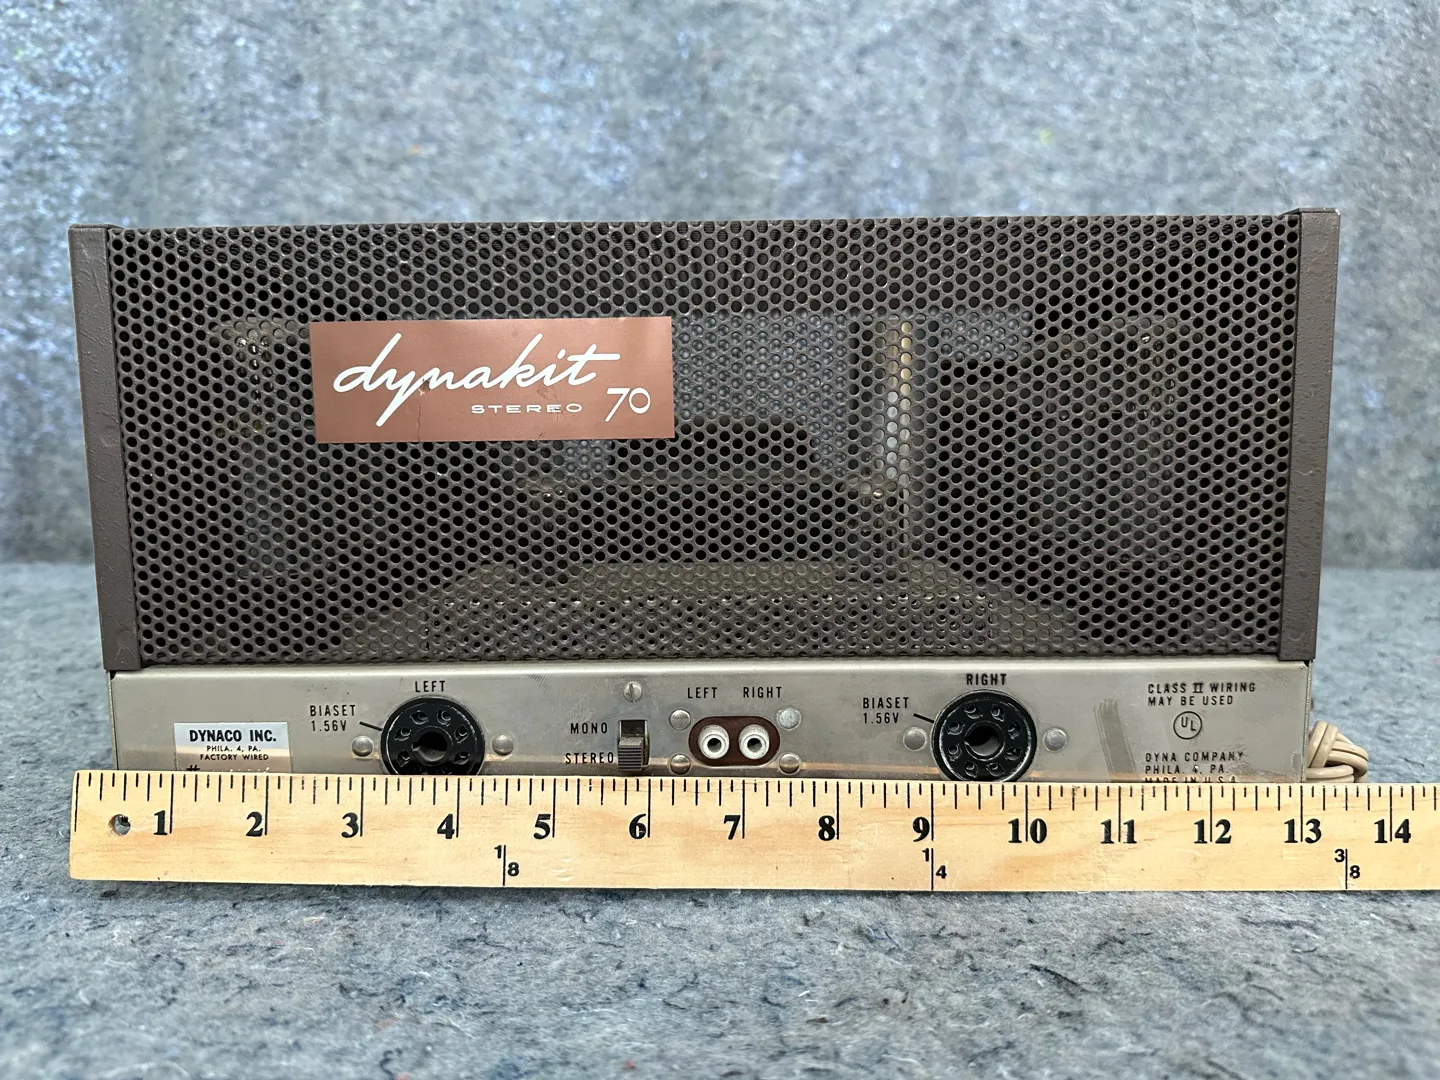 dynakit
STEREO 70
LEFT
BIASET
1.56V
MONO
STEREO
LEFT RIGHT
BIASET
1.56V
RIGHT
CLASS II WIRING
MAY BE USED
UL
DYNACO INC.
PHILA. 4, PA.
FACTORY WIRED
DYNA COMPANY
PHILA. 4, PA.
MADE IN U.S.A.
1 2 3 4 5 6 7 8 9 10 11 12 13 14
1/8 1/4 3/8